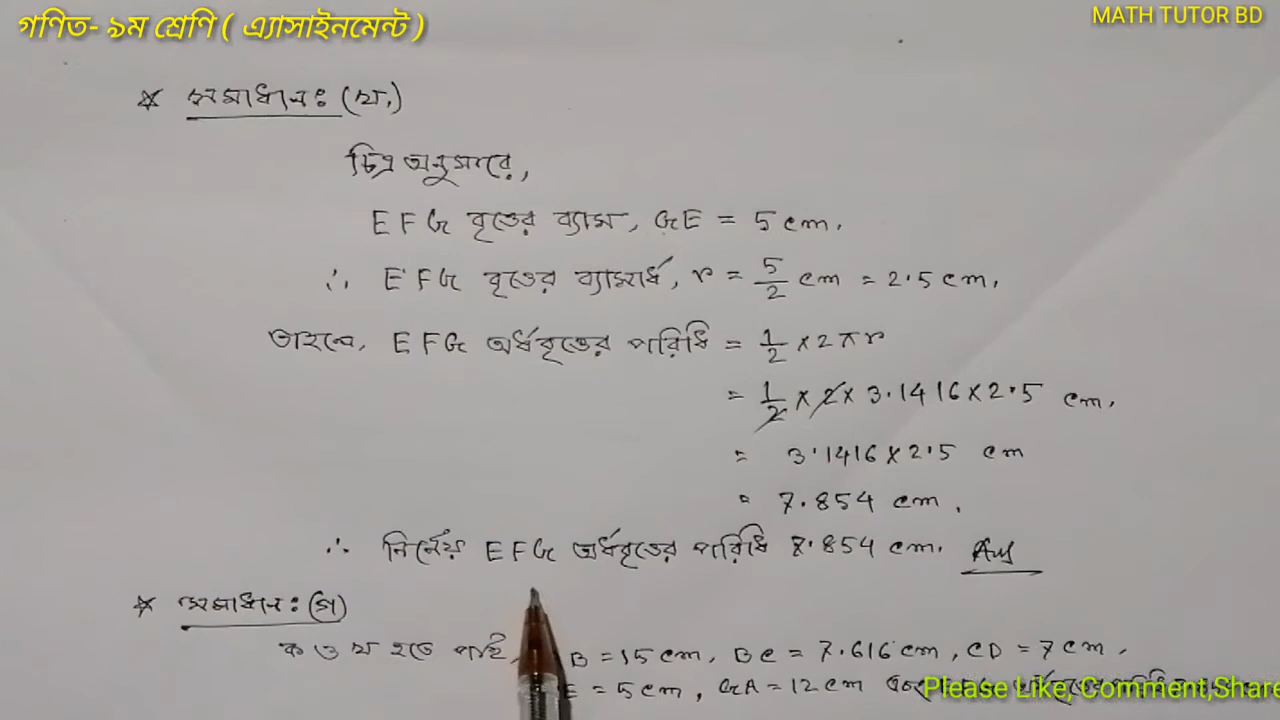 গণিত- ৯ম শ্রেণি ( এ্যাসাইনমেন্ট )
MATH TUTOR BD
* সমাধানঃ (খ.)
চিত্র অনুসারে,
EFG বৃত্তের ব্যাস, GE = 5 cm.
∴ EFG বৃত্তের ব্যাসার্ধ, r = 5/2 cm = 2.5 cm.
তাহলে, EFG অর্ধবৃত্তের পরিধি = 1/2 × 2πr
= 1/2 × 2 × 3.1416 × 2.5 cm.
= 3.1416 × 2.5 cm
= 7.854 cm.
∴ নির্ণেয় EFG অর্ধবৃত্তের পরিধি 7.854 cm. Ans
* সমাধান: (গ)
ক ও খ হতে পাই, B = 15 cm, BC = 7.616 cm, CD = 7 cm,
E = 5 cm, GA = 12 cm
Please Like, Comment,Share